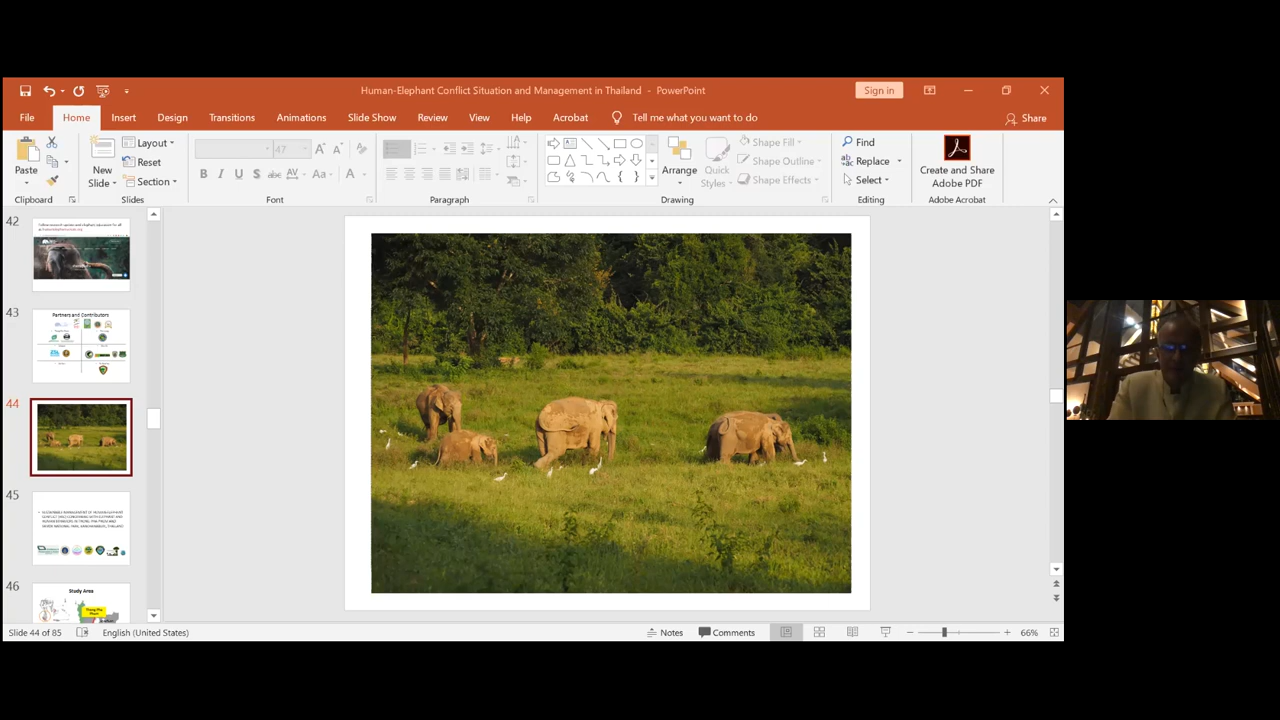 Human-Elephant Conflict Situation and Management in Thailand - PowerPoint
Sign in
File Home Insert Design Transitions Animations Slide Show Review View Help Acrobat Tell me what you want to do Share
Paste
New Slide
Layout
Reset
Section
47
B I U S abc AV Aa A
Arrange
Quick Styles
Shape Fill
Shape Outline
Shape Effects
Find
Replace
Select
Create and Share Adobe PDF
Clipboard Slides Font Paragraph Drawing Editing Adobe Acrobat
42
43
Partners and Contributors
44
45
46
Study Area
Slide 44 of 85 English (United States) Notes Comments 66%